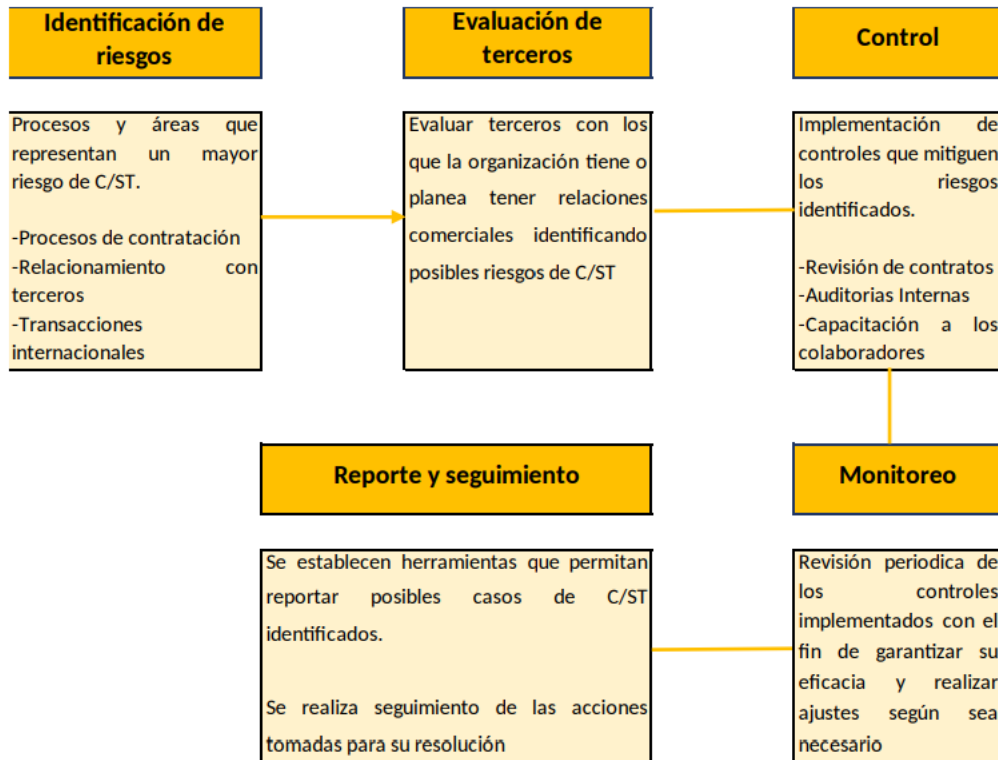 Identificación de
riesgos
Procesos y áreas que
representan un mayor
riesgo de C/ST.
-Procesos de contratación
-Relacionamiento con
terceros
-Transacciones
internacionales
Evaluación de
terceros
Evaluar terceros con los
que la organización tiene o
planea tener relaciones
comerciales identificando
posibles riesgos de C/ST
Control
Implementación de
controles que mitiguen
los riesgos
identificados.
-Revisión de contratos
-Auditorias Internas
-Capacitación a los
colaboradores
Monitoreo
Revisión periodica de
los controles
implementados con el
fin de garantizar su
eficacia y realizar
ajustes según sea
necesario
Reporte y seguimiento
Se establecen herramientas que permitan
reportar posibles casos de C/ST
identificados.
Se realiza seguimiento de las acciones
tomadas para su resolución